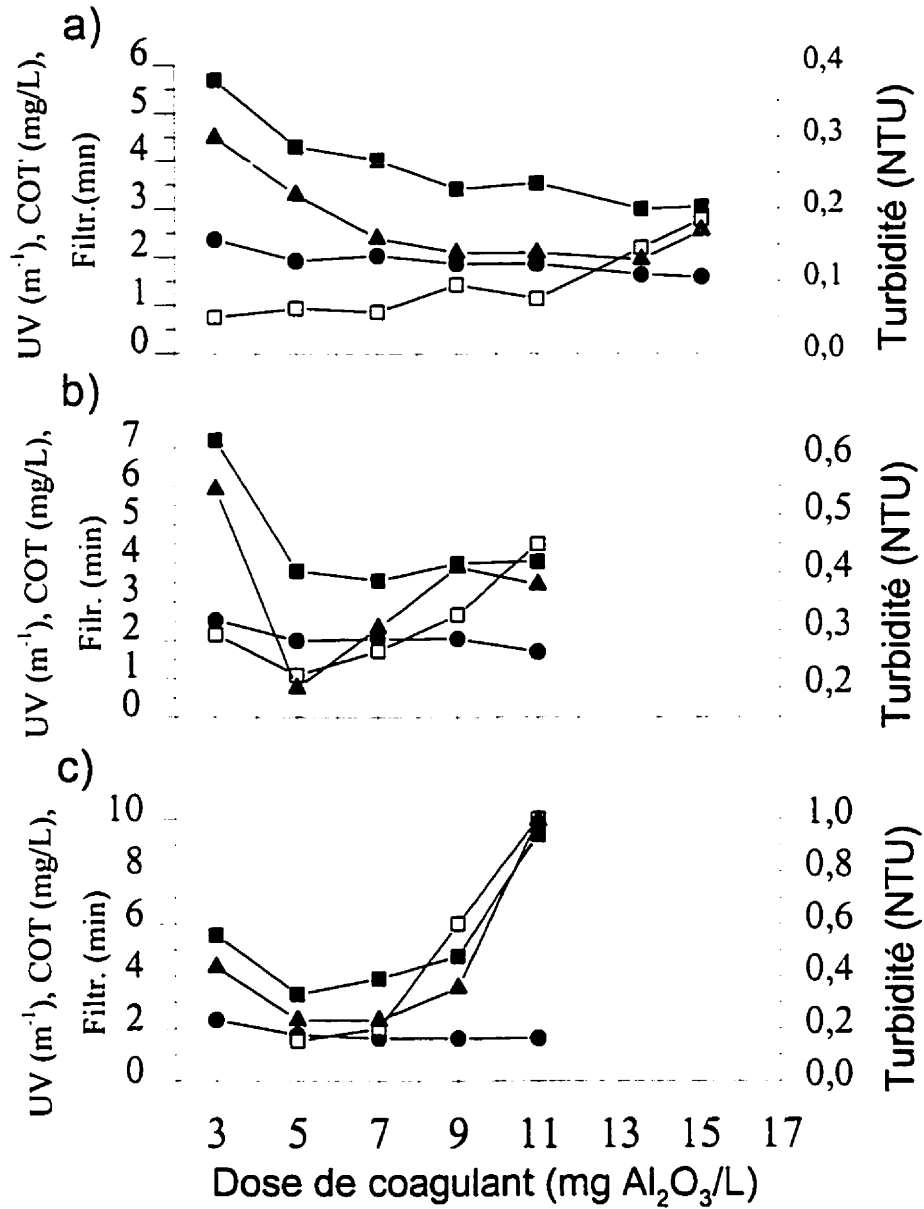 a)
UV (m⁻¹), COT (mg/L),
Filtr.(min)
6
5
4
3
2
1
0
0,4
0,3
0,2
0,1
0,0
Turbidité (NTU)
b)
UV (m⁻¹), COT (mg/L),
Filr. (min)
7
6
5
4
3
2
1
0
0,6
0,5
0,4
0,3
0,2
Turbidité (NTU)
c)
UV (m⁻¹), COT (mg/L),
Filtr. (min)
10
8
6
4
2
0
1,0
0,8
0,6
0,4
0,2
0,0
Turbidité (NTU)
3 5 7 9 11 13 15 17
Dose de coagulant (mg Al₂O₃/L)